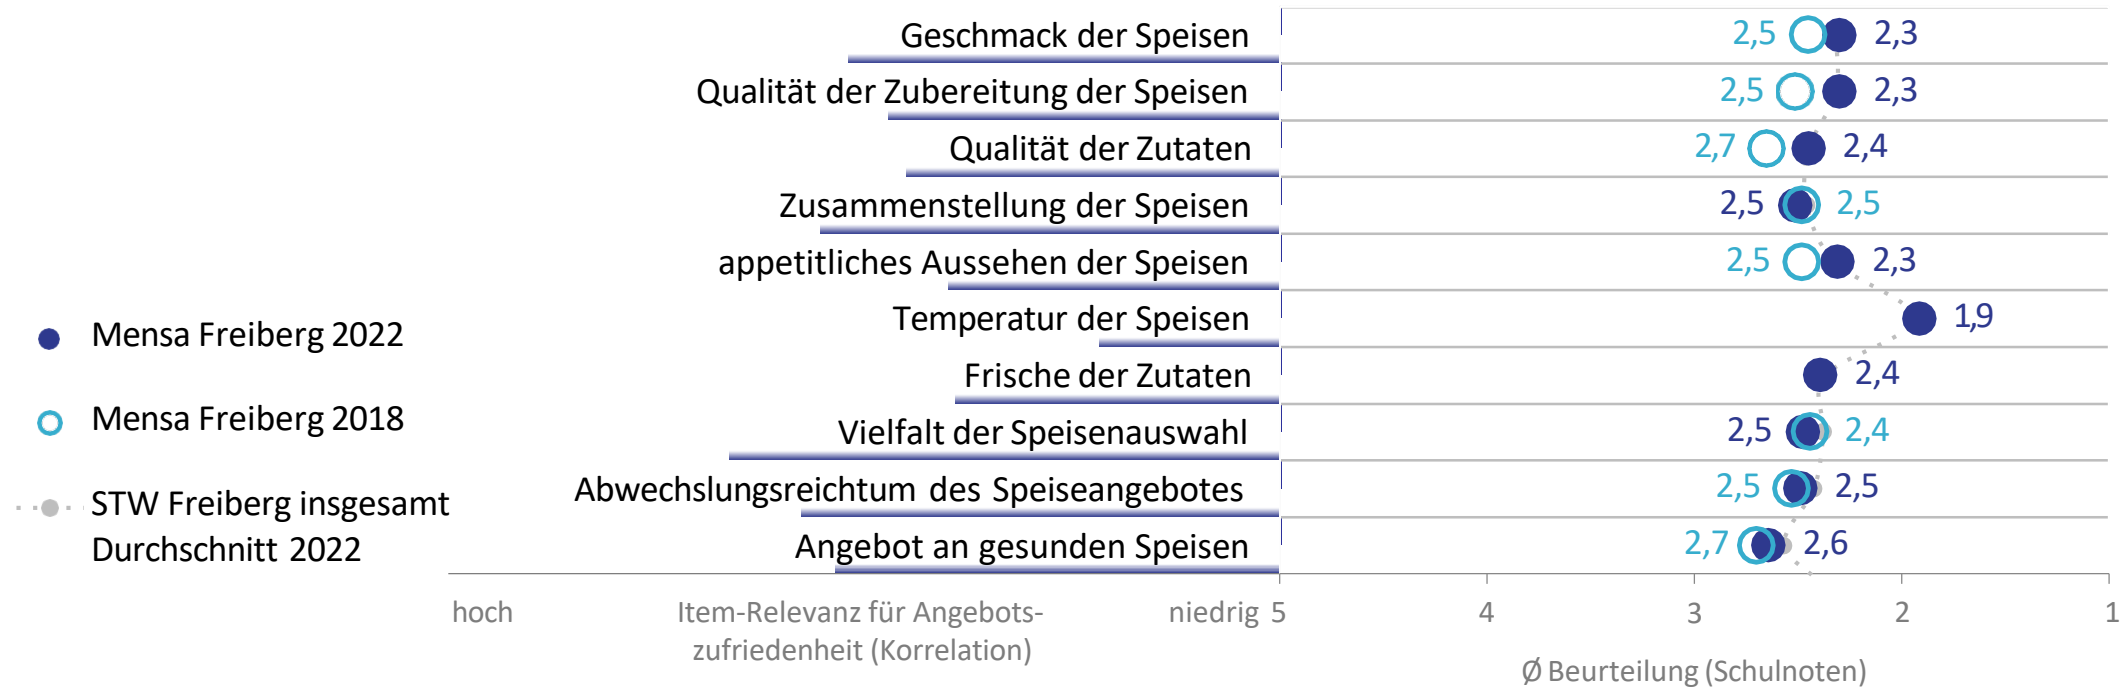 Geschmack der Speisen 2,5 2,3
Qualität der Zubereitung der Speisen 2,5 2,3
Qualität der Zutaten 2,7 2,4
Zusammenstellung der Speisen 2,5 2,5
appetitliches Aussehen der Speisen 2,5 2,3
Temperatur der Speisen 1,9
Frische der Zutaten 2,4
Vielfalt der Speisenauswahl 2,5 2,4
Abwechslungsreichtum des Speiseangebotes 2,5 2,5
Angebot an gesunden Speisen 2,7 2,6
Mensa Freiberg 2022
Mensa Freiberg 2018
STW Freiberg insgesamt
Durchschnitt 2022
hoch Item-Relevanz für Angebots- niedrig 5 4 3 2 1
zufriedenheit (Korrelation)
Ø Beurteilung (Schulnoten)